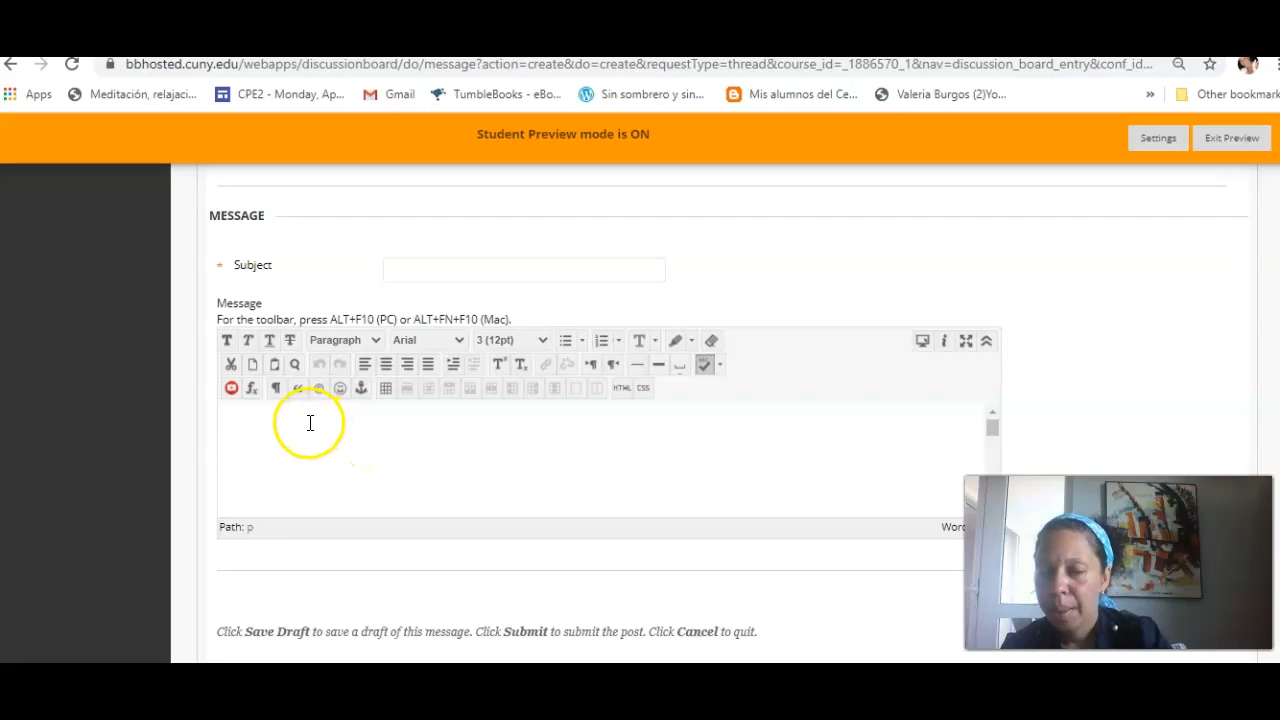 bbhosted.cuny.edu/webapps/discussionboard/do/message?action=create&do=create&requestType=thread&course_id=_1886570_1&nav=discussion_board_entry&conf_id...
Apps Meditación, relajaci... CPE2 - Monday, Ap... Gmail TumbleBooks - eBo... Sin sombrero y sin... Mis alumnos del Ce... Valeria Burgos (2)Yo... » Other bookmark
Student Preview mode is ON Settings Exit Preview
MESSAGE
* Subject
Message
For the toolbar, press ALT+F10 (PC) or ALT+FN+F10 (Mac).
T T T T Paragraph Arial 3 (12pt) T
HTML CSS
Path: p Word
Click Save Draft to save a draft of this message. Click Submit to submit the post. Click Cancel to quit.